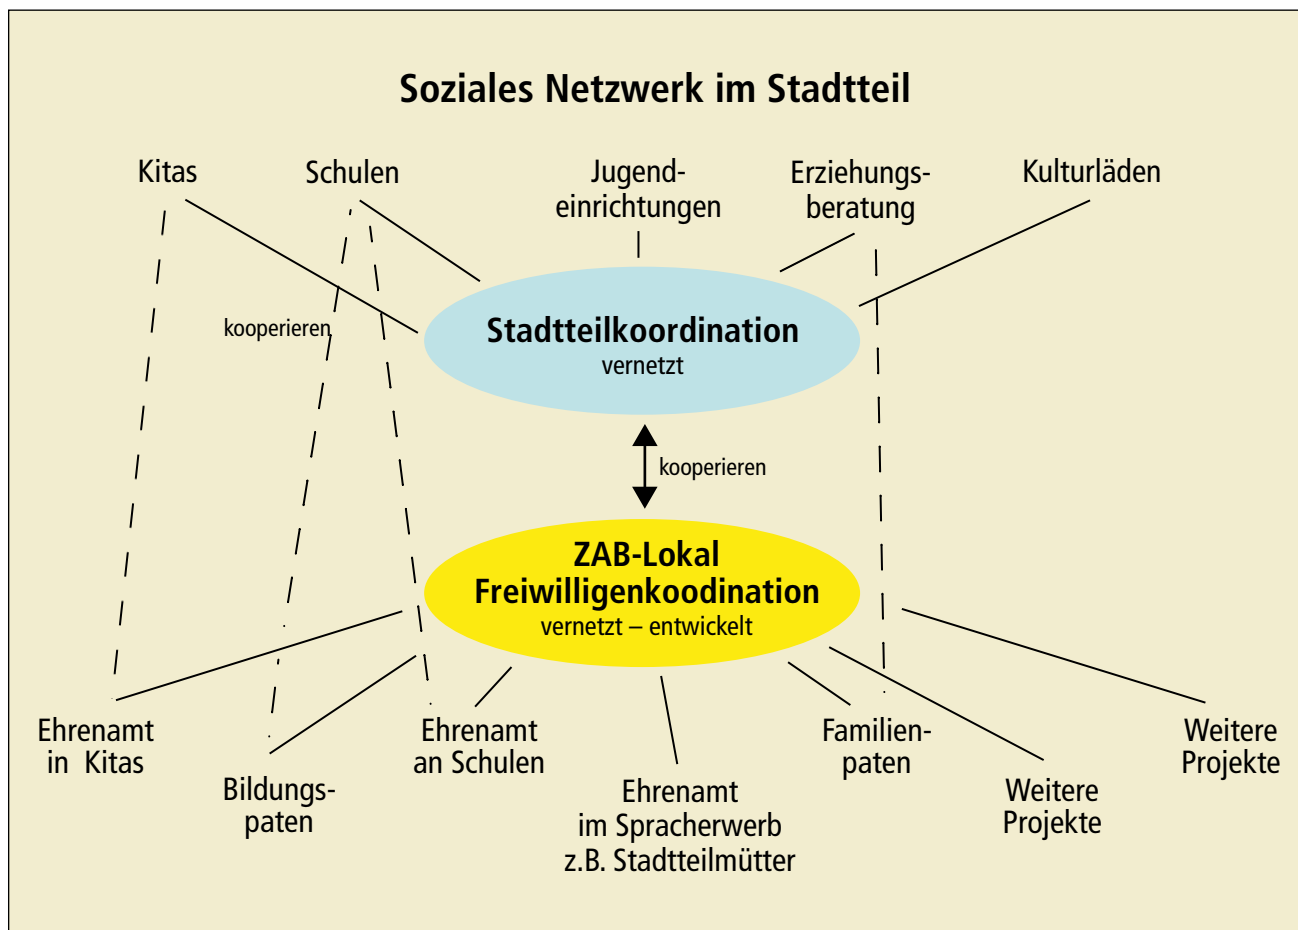 Soziales Netzwerk im Stadtteil
Kitas
Schulen
Jugend-
einrichtungen
Erziehungs-
beratung
Kulturläden
kooperieren
Stadtteilkoordination
vernetzt
kooperieren
ZAB-Lokal
Freiwilligenkoodination
vernetzt – entwickelt
Ehrenamt
in Kitas
Bildungs-
paten
Ehrenamt
an Schulen
Ehrenamt
im Spracherwerb
z.B. Stadtteilmütter
Familien-
paten
Weitere
Projekte
Weitere
Projekte